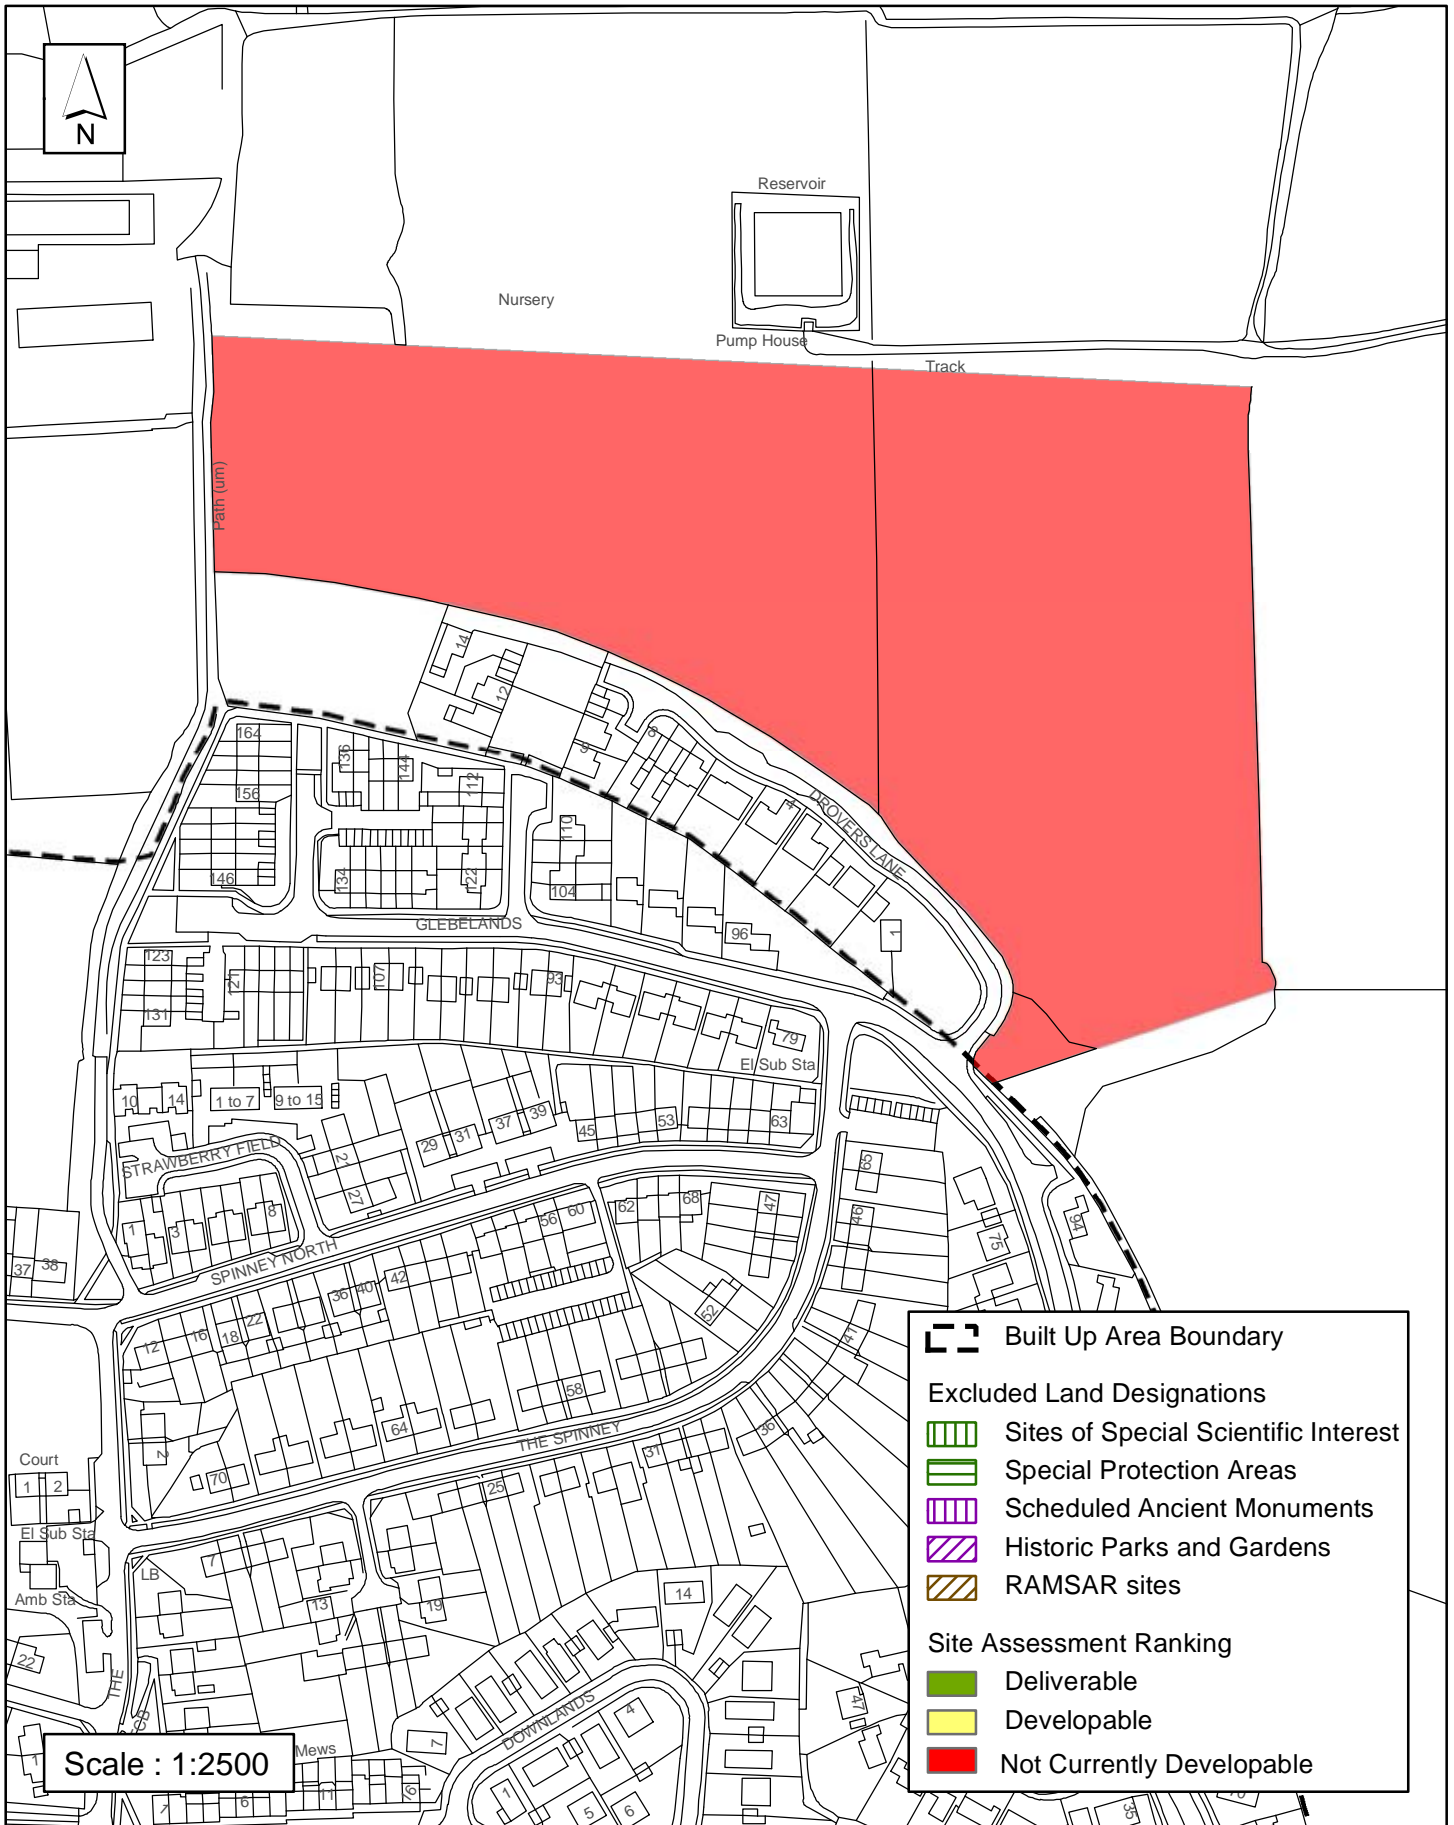 N
Reservoir
Nursery
Pump House
Track
Path (um)
14
12
9
8
4
DROVERS LANE
1
164
156
146
136
144
112
134
122
110
104
96
GLEBELANDS
123
131
121
107
93
79
El Sub Sta
10
14
1 to 7
9 to 15
STRAWBERRY FIELD
21
27
29
31
37
39
45
53
63
1
3
8
SPINNEY NORTH
37
38
12
16
18
22
36
40
42
56
60
62
68
47
65
46
52
41
75
94
2
70
64
58
THE SPINNEY
25
31
36
Court
1
2
El Sub Sta
Amb Sta
LB
7
13
19
14
22
THE
DOWNLANDS
4
7
1
5
6
47
Mews
11
16
6
1
1
35
Scale : 1:2500
Built Up Area Boundary
Excluded Land Designations
Sites of Special Scientific Interest
Special Protection Areas
Scheduled Ancient Monuments
Historic Parks and Gardens
RAMSAR sites
Site Assessment Ranking
Deliverable
Developable
Not Currently Developable